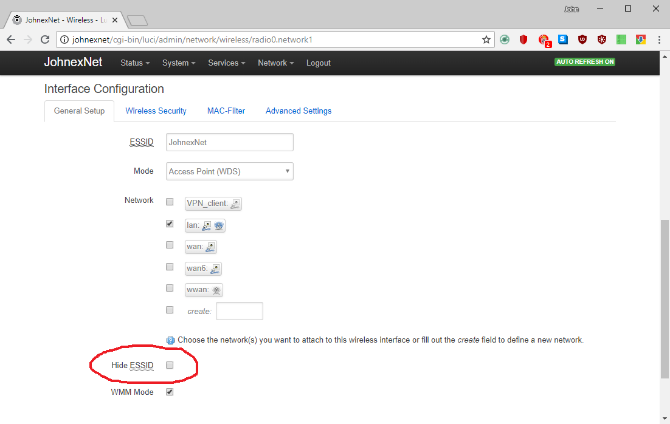 JohnexNet - Wireless - Lu
John
johnexnet/cgi-bin/luci/admin/network/wireless/radio0.network1
2
JohnexNet Status System Services Network Logout AUTO REFRESH ON
Interface Configuration
General Setup Wireless Security MAC-Filter Advanced Settings
ESSID JohnexNet
Mode Access Point (WDS)
Network VPN_client:
lan:
wan:
wan6:
wwan:
create:
Choose the network(s) you want to attach to this wireless interface or fill out the create field to define a new network.
Hide ESSID
WMM Mode